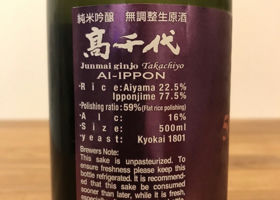 純米吟醸 無調整生原酒
高千代
Junmai ginjo Takachiyo
AI-IPPON
・Rice:Aiyama 22.5%
Ipponjime 77.5%
・Polishing ratio:59%(Flat rice polishing)
・Alc: 16%
・Size: 500ml
・yeast: Kyokai 1801
Brewers Note:
This sake is unpasteurized. To
ensure freshness please keep this
bottle refrigerated. It is recommend-
ed that this sake be consumed
sooner than later, while it is fresh,